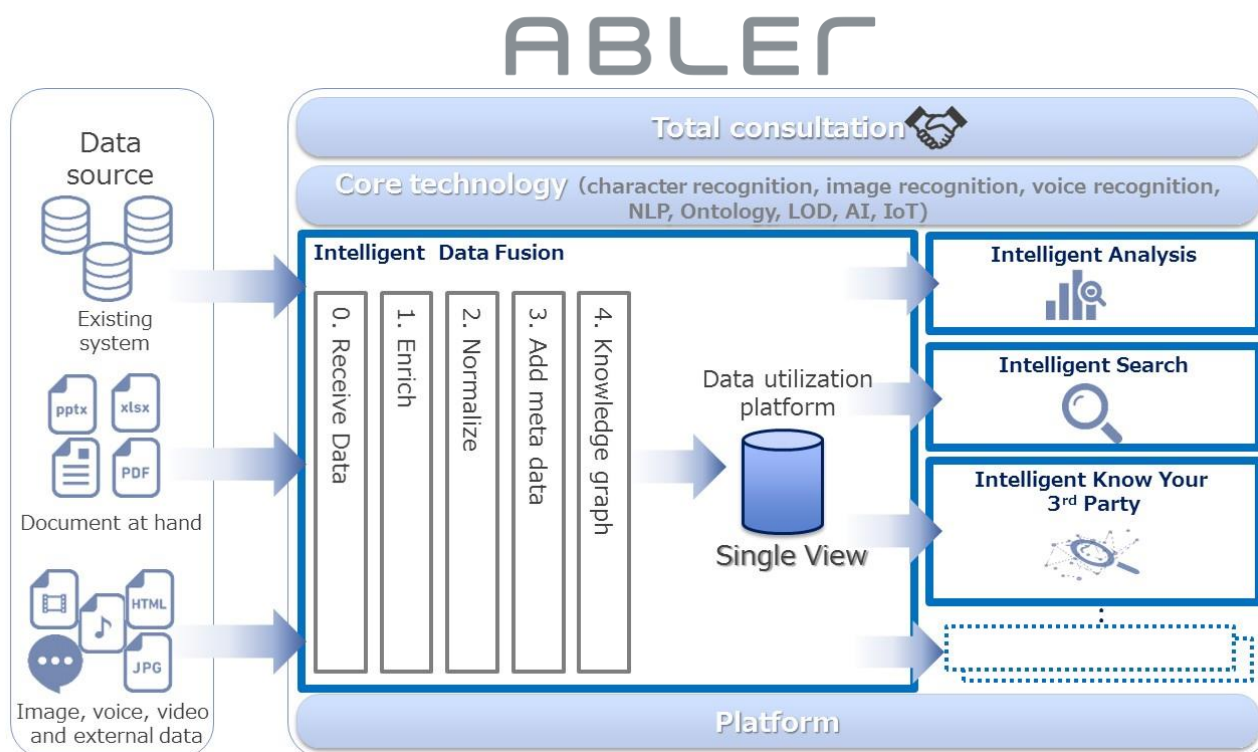 ABLER
Data
source
Existing
system
pptx
xlsx
PDF
Document at hand
HTML
JPG
Image, voice, video
and external data
Total consultation
Core technology (character recognition, image recognition, voice recognition,
NLP, Ontology, LOD, AI, IoT)
Intelligent Data Fusion
0. Receive Data
1. Enrich
2. Normalize
3. Add meta data
4. Knowledge graph
Data utilization
platform
Single View
Intelligent Analysis
Intelligent Search
Intelligent Know Your
3rd Party
Platform